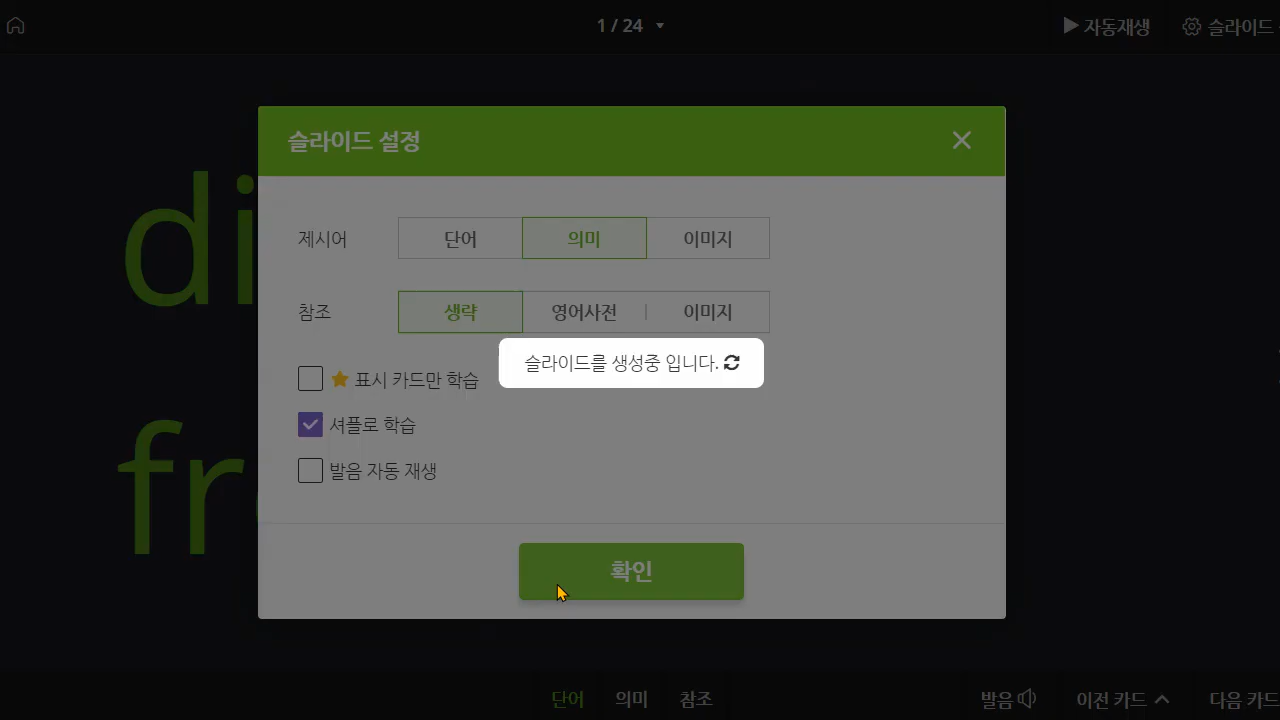 1 / 24
자동재생
슬라이드
슬라이드 설정
제시어
단어
의미
이미지
참조
생략
영어사전
이미지
슬라이드를 생성중 입니다.
표시 카드만 학습
셔플로 학습
발음 자동 재생
확인
단어
의미
참조
발음
이전 카드
다음 카드